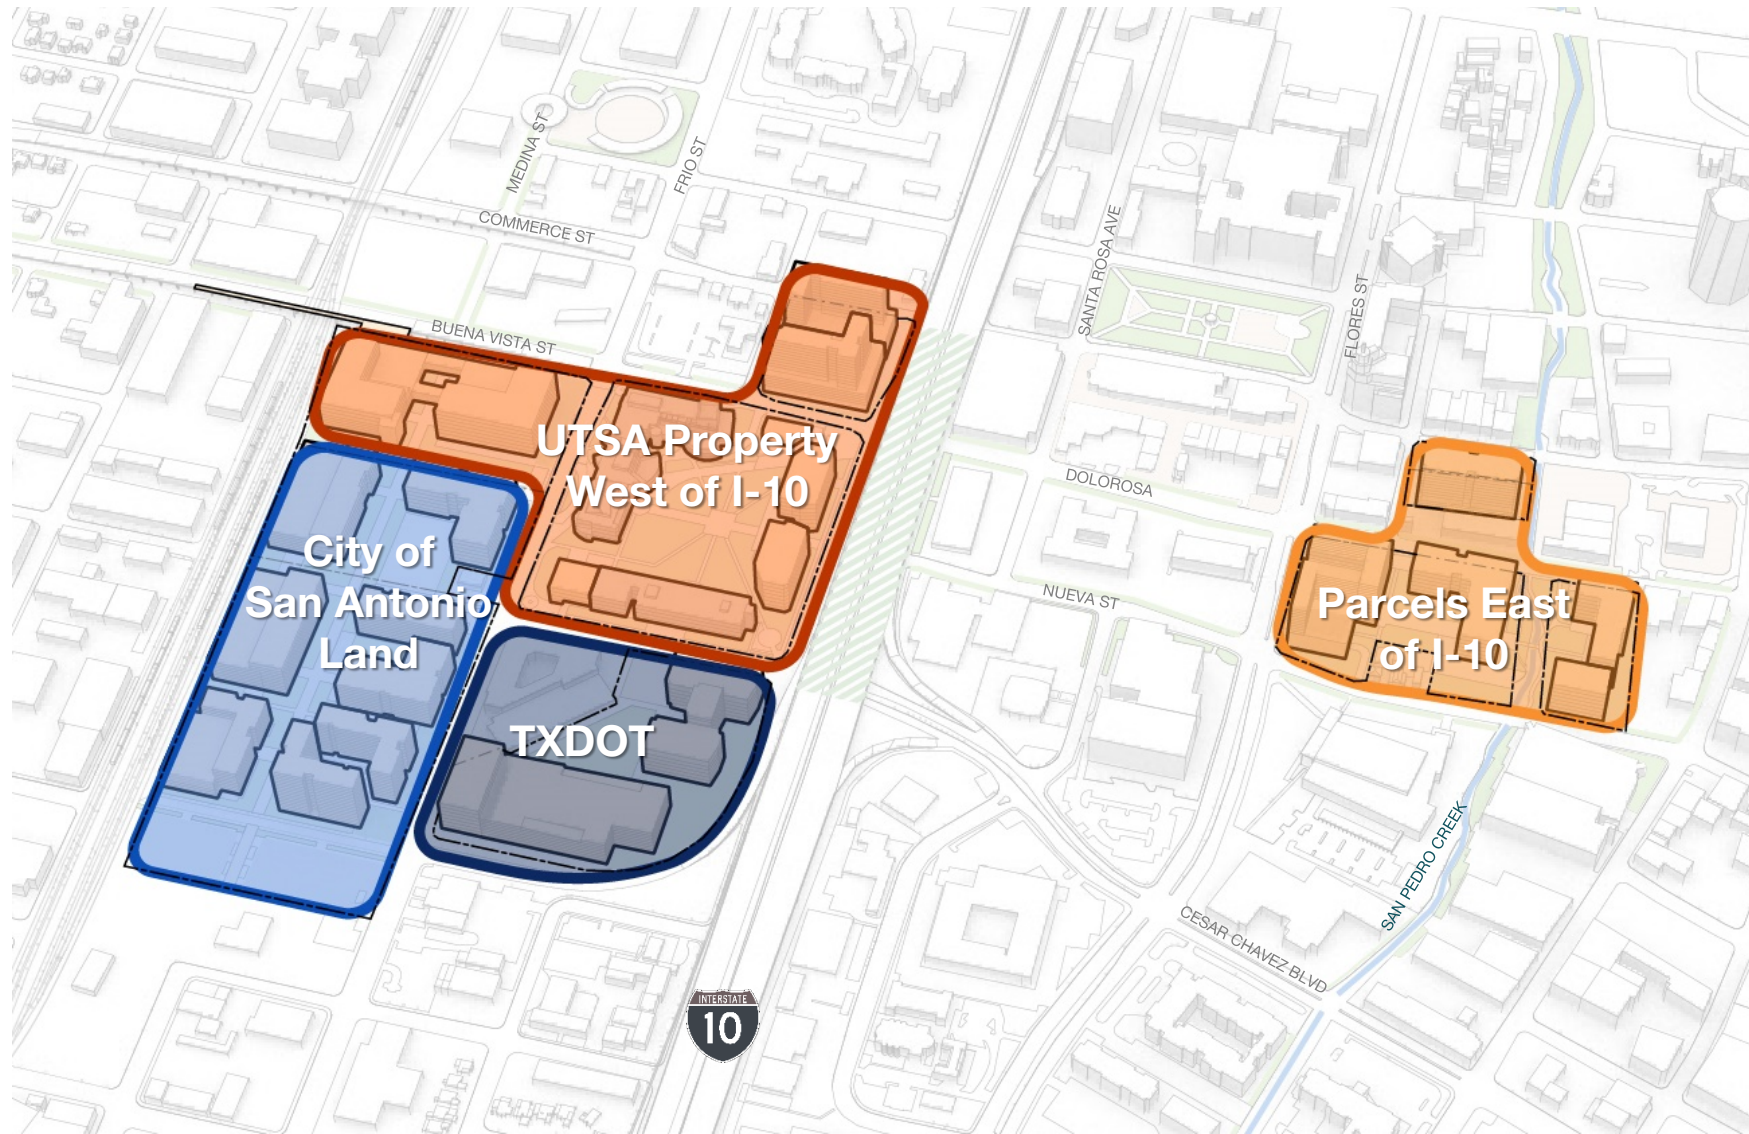 MEDINA ST
FRIO ST
COMMERCE ST
SANTA ROSA AVE
FLORES ST
BUENA VISTA ST
UTSA Property
West of I-10
DOLOROSA
City of
San Antonio
Land
NUEVA ST
Parcels East
of I-10
TXDOT
SAN PEDRO CREEK
CESAR CHAVEZ BLVD
INTERSTATE
10